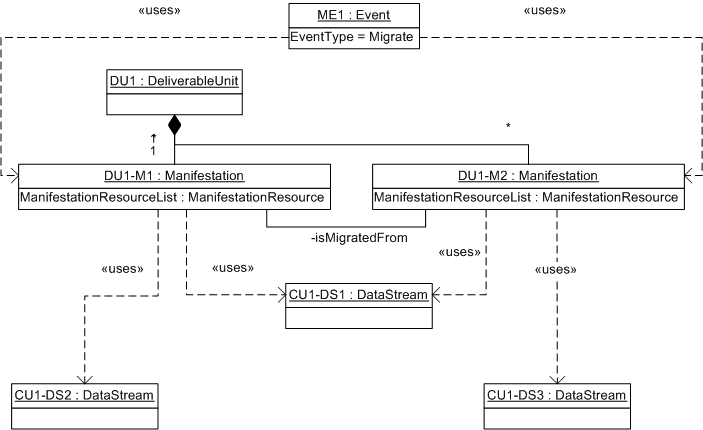 «uses»
ME1 : Event
«uses»
EventType = Migrate
DU1 : DeliverableUnit
1
*
DU1-M1 : Manifestation
DU1-M2 : Manifestation
ManifestationResourceList : ManifestationResource
ManifestationResourceList : ManifestationResource
-isMigratedFrom
«uses»
«uses»
«uses»
«uses»
CU1-DS1 : DataStream
CU1-DS2 : DataStream
CU1-DS3 : DataStream